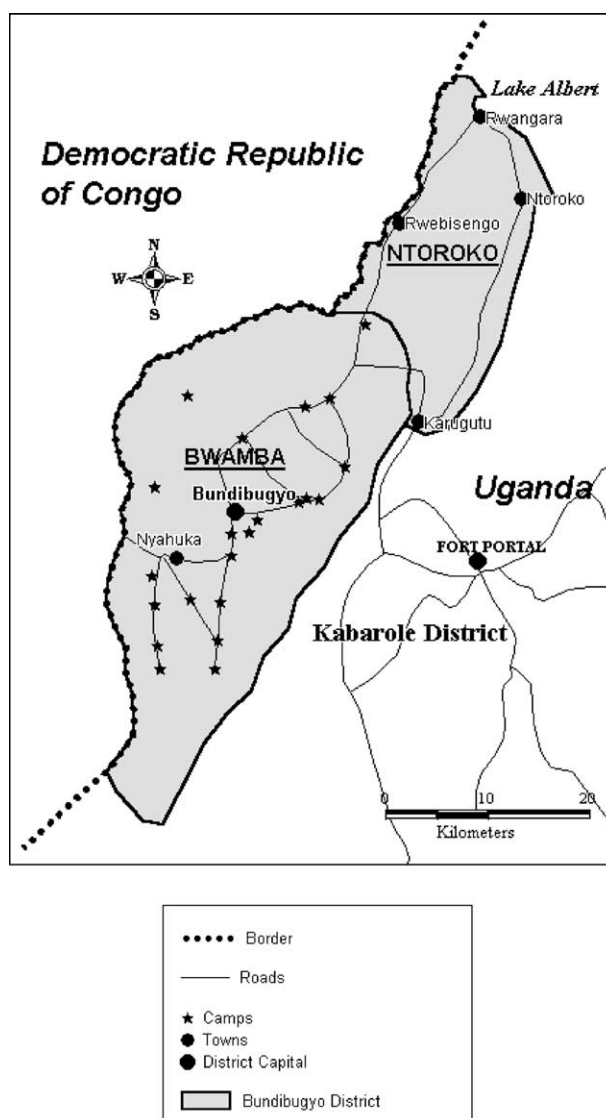 Lake Albert
Rwangara
Democratic Republic
of Congo
Ntoroko
Rwebisengo
NTOROKO
N
W E
S
Karugutu
BWAMBA
Bundibugyo
Uganda
Nyahuka
FORT PORTAL
Kabarole District
0 10 20
Kilometers
Border
Roads
Camps
Towns
District Capital
Bundibugyo District